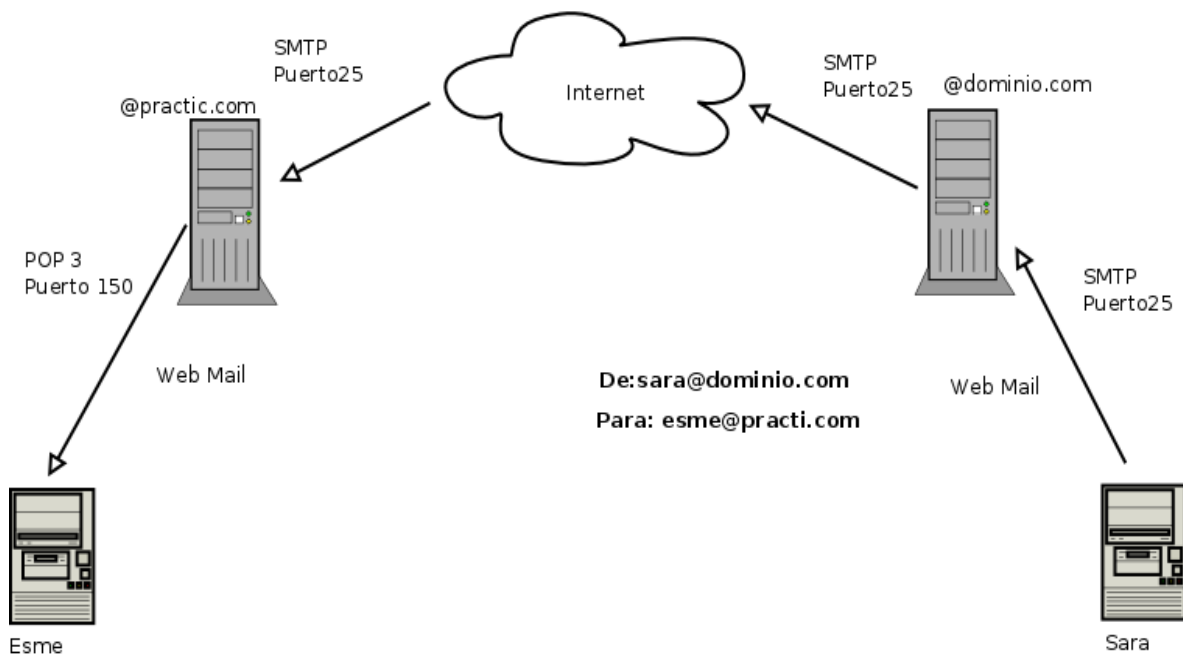 SMTP
Puerto25
@practic.com
Internet
SMTP
Puerto25
@dominio.com
POP 3
Puerto 150
SMTP
Puerto25
Web Mail
De:sara@dominio.com
Para: esme@practi.com
Web Mail
Esme
Sara